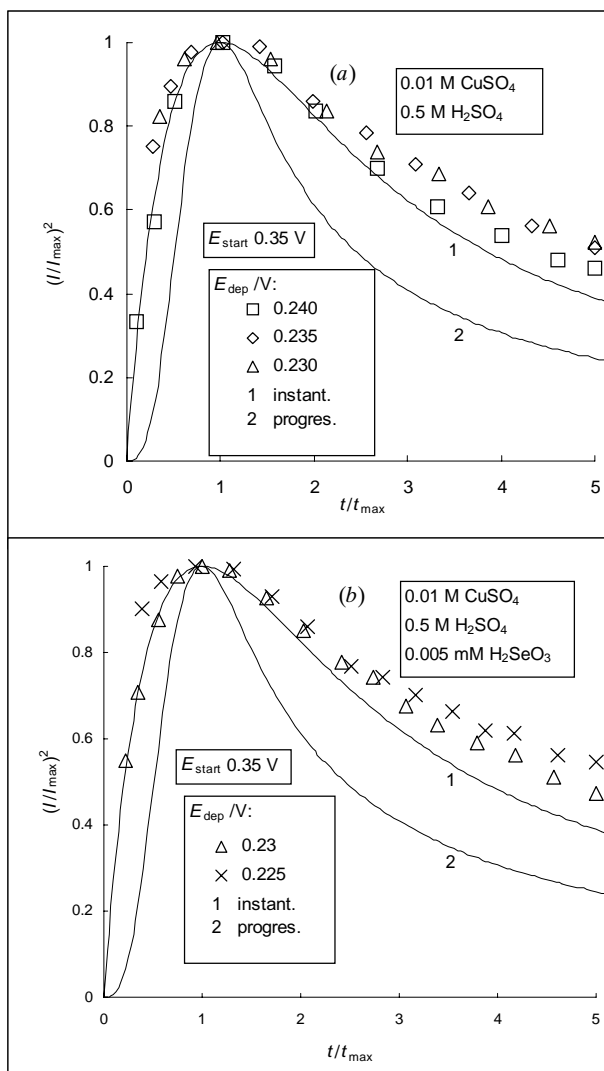 (a)
0.01 M CuSO4
0.5 M H2SO4
1
0.8
0.6
0.4
0.2
0
(I/Imax)^2
Estart 0.35 V
Edep /V:
0.240
0.235
0.230
1 instant.
2 progres.
1
2
0 1 2 3 4 5
t/tmax
(b)
0.01 M CuSO4
0.5 M H2SO4
0.005 mM H2SeO3
1
0.8
0.6
0.4
0.2
0
(I/Imax)^2
Estart 0.35 V
Edep /V:
0.23
0.225
1 instant.
2 progres.
1
2
0 1 2 3 4 5
t/tmax